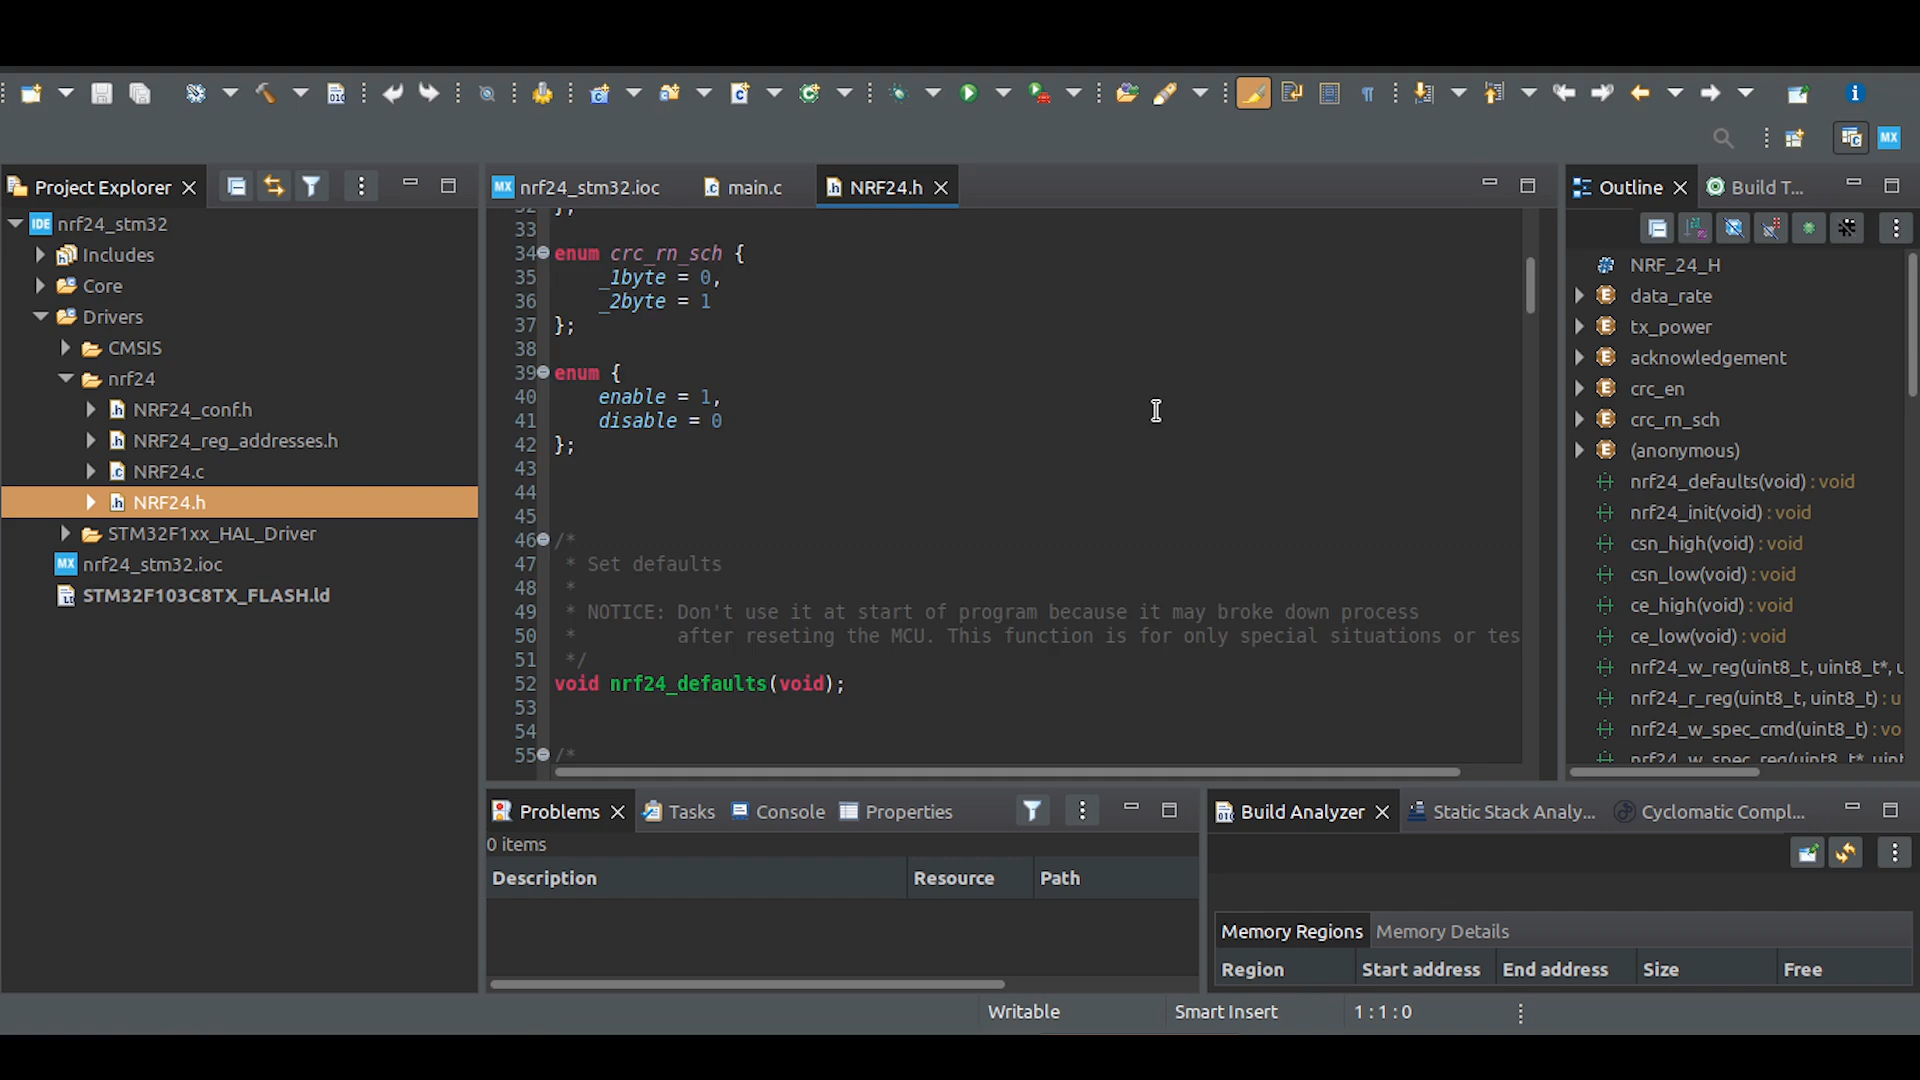 Project Explorer
nrf24_stm32
Includes
Core
Drivers
CMSIS
nrf24
NRF24_conf.h
NRF24_reg_addresses.h
NRF24.c
NRF24.h
STM32F1xx_HAL_Driver
nrf24_stm32.ioc
STM32F103C8TX_FLASH.ld
nrf24_stm32.ioc main.c NRF24.h
32 };
33
34 enum crc_rn_sch {
35 _1byte = 0,
36 _2byte = 1
37 };
38
39 enum {
40 enable = 1,
41 disable = 0
42 };
43
44
45
46 /*
47 * Set defaults
48 *
49 * NOTICE: Don't use it at start of program because it may broke down process
50 * after reseting the MCU. This function is for only special situations or tes
51 */
52 void nrf24_defaults(void);
53
54
55 /*
Outline Build T...
NRF_24_H
data_rate
tx_power
acknowledgement
crc_en
crc_rn_sch
(anonymous)
nrf24_defaults(void) : void
nrf24_init(void) : void
csn_high(void) : void
csn_low(void) : void
ce_high(void) : void
ce_low(void) : void
nrf24_w_reg(uint8_t, uint8_t*, u
nrf24_r_reg(uint8_t, uint8_t) : u
nrf24_w_spec_cmd(uint8_t) : vo
nrf24_w_spec_reg(uint8_t* uint
Problems Tasks Console Properties
0 items
Description Resource Path
Build Analyzer Static Stack Analy... Cyclomatic Compl...
Memory Regions Memory Details
Region Start address End address Size Free
Writable Smart Insert 1 : 1 : 0